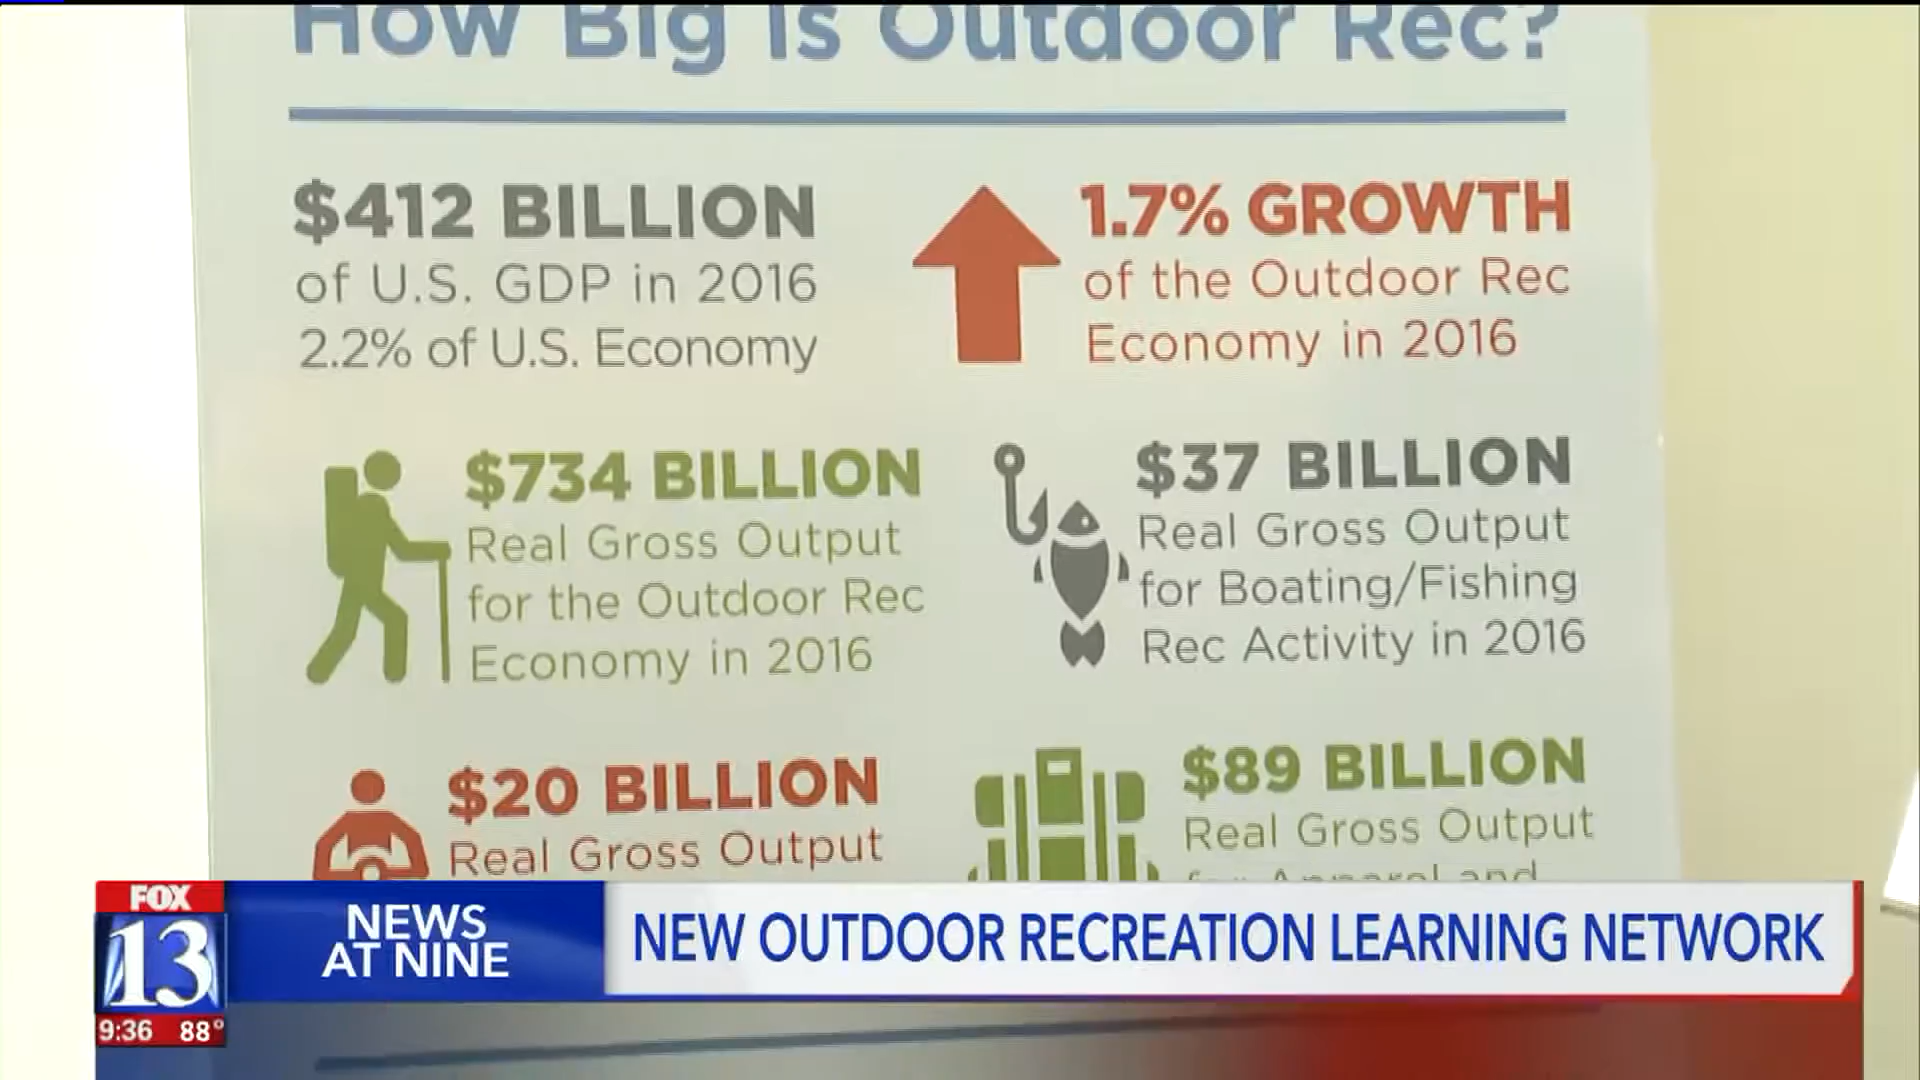 How Big Is Outdoor Rec?
$412 BILLION
of U.S. GDP in 2016
2.2% of U.S. Economy
1.7% GROWTH
of the Outdoor Rec
Economy in 2016
$734 BILLION
Real Gross Output
for the Outdoor Rec
Economy in 2016
$37 BILLION
Real Gross Output
for Boating/Fishing
Rec Activity in 2016
$20 BILLION
Real Gross Output
$89 BILLION
Real Gross Output
for Apparel and
FOX
13
9:36 88°
NEWS
AT NINE
NEW OUTDOOR RECREATION LEARNING NETWORK